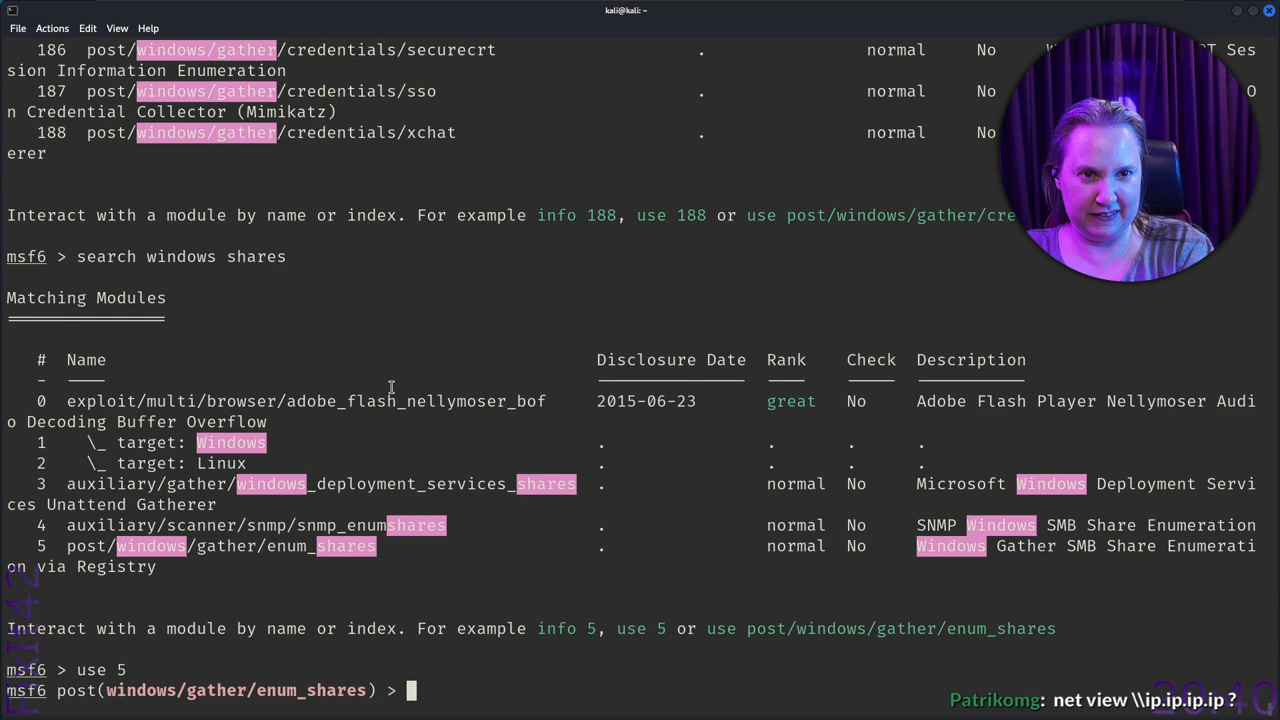 kali@kali: ~
File Actions Edit View Help
186 post/windows/gather/credentials/securecrt . normal No
sion Information Enumeration
187 post/windows/gather/credentials/sso . normal No
n Credential Collector (Mimikatz)
188 post/windows/gather/credentials/xchat . normal No
erer
Interact with a module by name or index. For example info 188, use 188 or use post/windows/gather/cre
msf6 > search windows shares
Matching Modules
# Name Disclosure Date Rank Check Description
- ---- --------------- ---- ----- -----------
0 exploit/multi/browser/adobe_flash_nellymoser_bof 2015-06-23 great No Adobe Flash Player Nellymoser Audi
o Decoding Buffer Overflow
1 \_ target: Windows . . . .
2 \_ target: Linux . . . .
3 auxiliary/gather/windows_deployment_services_shares . normal No Microsoft Windows Deployment Servi
ces Unattend Gatherer
4 auxiliary/scanner/snmp/snmp_enumshares . normal No SNMP Windows SMB Share Enumeration
5 post/windows/gather/enum_shares . normal No Windows Gather SMB Share Enumerati
on via Registry
Interact with a module by name or index. For example info 5, use 5 or use post/windows/gather/enum_shares
msf6 > use 5
msf6 post(windows/gather/enum_shares) >
Patrikomg: net view \\ip.ip.ip.ip ?
20:40